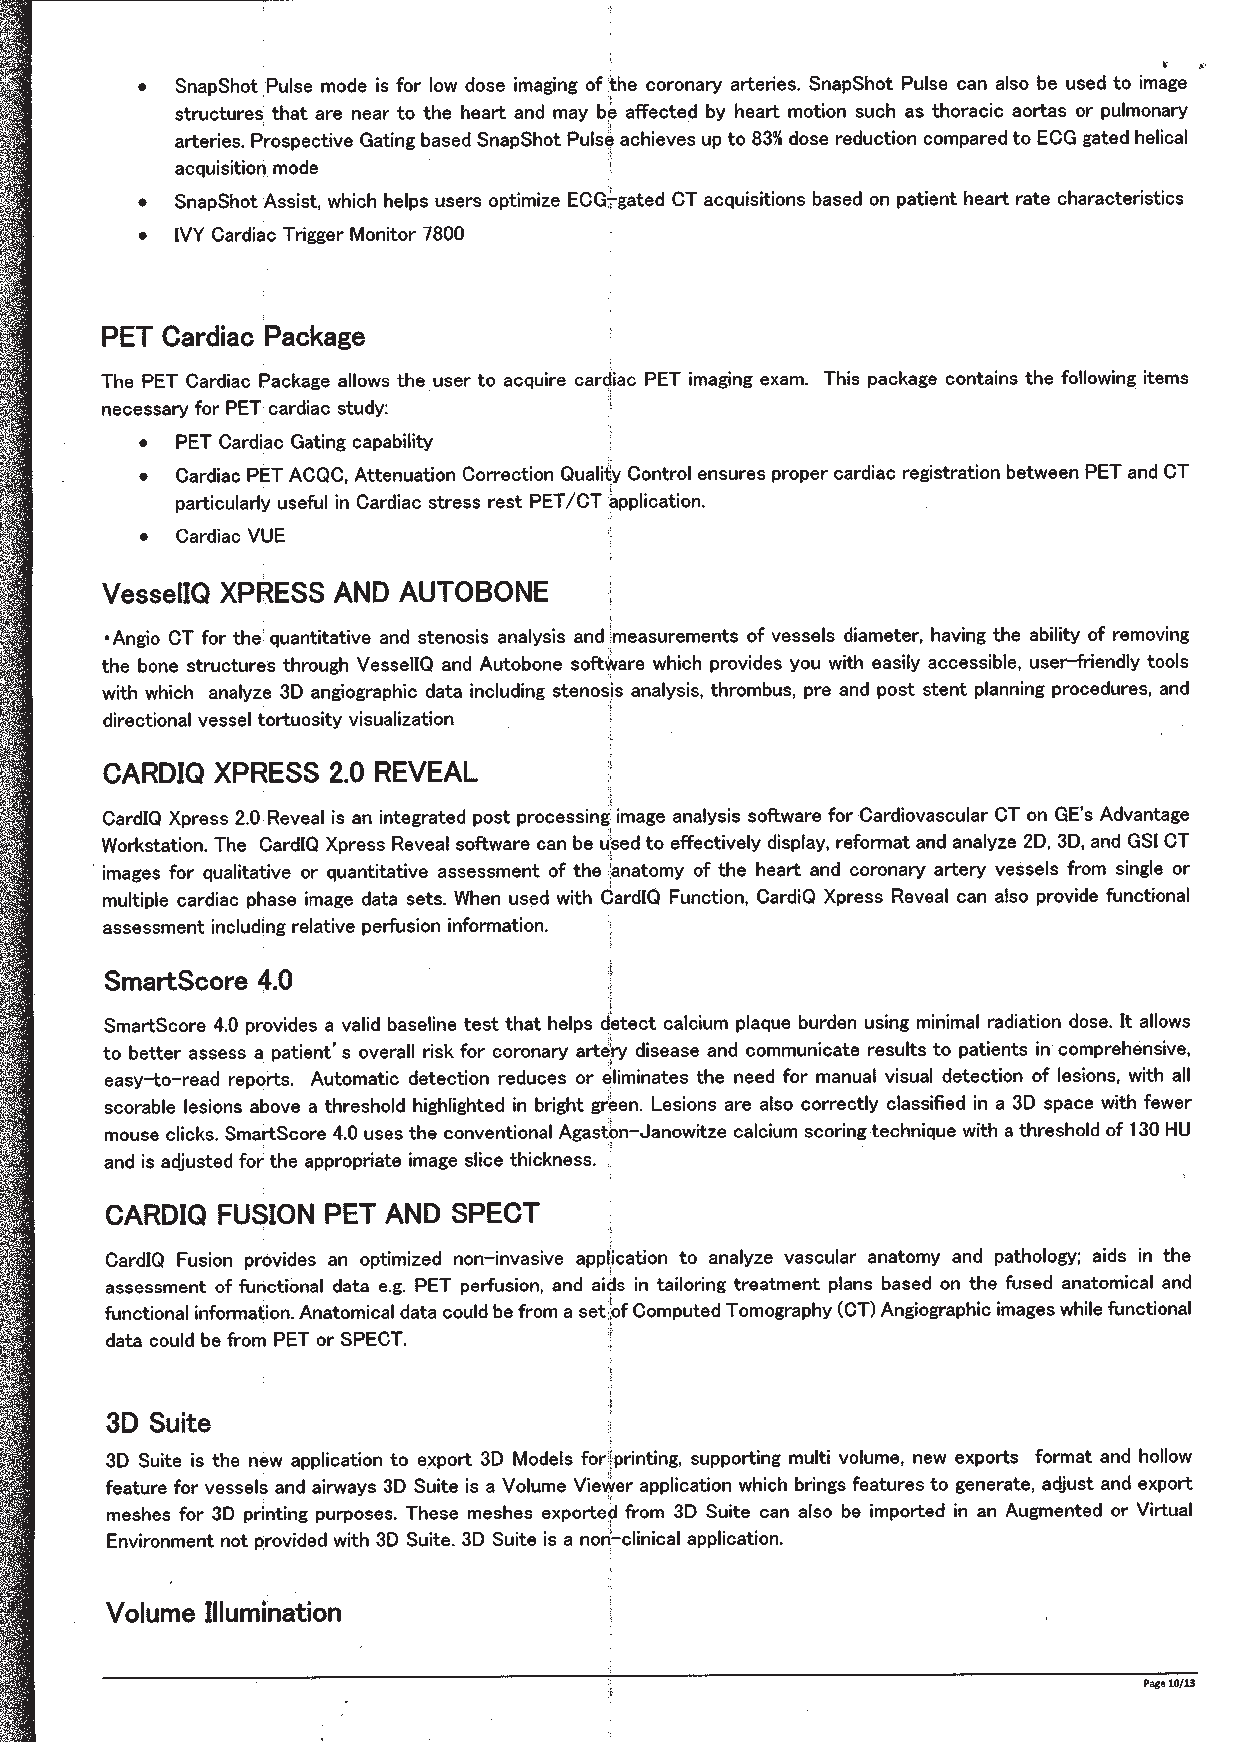 • SnapShot Pulse mode is for low dose imaging of the coronary arteries. SnapShot Pulse can also be used to image
structures that are near to the heart and may be affected by heart motion such as thoracic aortas or pulmonary
arteries. Prospective Gating based SnapShot Pulse achieves up to 83% dose reduction compared to ECG gated helical
acquisition mode
• SnapShot Assist, which helps users optimize ECG-gated CT acquisitions based on patient heart rate characteristics
• IVY Cardiac Trigger Monitor 7800
PET Cardiac Package
The PET Cardiac Package allows the user to acquire cardiac PET imaging exam. This package contains the following items
necessary for PET cardiac study:
• PET Cardiac Gating capability
• Cardiac PET ACQC, Attenuation Correction Quality Control ensures proper cardiac registration between PET and CT
particularly useful in Cardiac stress rest PET/CT application.
• Cardiac VUE
VesselIQ XPRESS AND AUTOBONE
•Angio CT for the quantitative and stenosis analysis and measurements of vessels diameter, having the ability of removing
the bone structures through VesselIQ and Autobone software which provides you with easily accessible, user-friendly tools
with which analyze 3D angiographic data including stenosis analysis, thrombus, pre and post stent planning procedures, and
directional vessel tortuosity visualization
CARDIQ XPRESS 2.0 REVEAL
CardIQ Xpress 2.0 Reveal is an integrated post processing image analysis software for Cardiovascular CT on GE's Advantage
Workstation. The CardIQ Xpress Reveal software can be used to effectively display, reformat and analyze 2D, 3D, and GSI CT
images for qualitative or quantitative assessment of the anatomy of the heart and coronary artery vessels from single or
multiple cardiac phase image data sets. When used with CardIQ Function, CardiQ Xpress Reveal can also provide functional
assessment including relative perfusion information.
SmartScore 4.0
SmartScore 4.0 provides a valid baseline test that helps detect calcium plaque burden using minimal radiation dose. It allows
to better assess a patient's overall risk for coronary artery disease and communicate results to patients in comprehensive,
easy-to-read reports. Automatic detection reduces or eliminates the need for manual visual detection of lesions, with all
scorable lesions above a threshold highlighted in bright green. Lesions are also correctly classified in a 3D space with fewer
mouse clicks. SmartScore 4.0 uses the conventional Agaston-Janowitze calcium scoring technique with a threshold of 130 HU
and is adjusted for the appropriate image slice thickness.
CARDIQ FUSION PET AND SPECT
CardIQ Fusion provides an optimized non-invasive application to analyze vascular anatomy and pathology; aids in the
assessment of functional data e.g. PET perfusion, and aids in tailoring treatment plans based on the fused anatomical and
functional information. Anatomical data could be from a set of Computed Tomography (CT) Angiographic images while functional
data could be from PET or SPECT.
3D Suite
3D Suite is the new application to export 3D Models for printing, supporting multi volume, new exports format and hollow
feature for vessels and airways 3D Suite is a Volume Viewer application which brings features to generate, adjust and export
meshes for 3D printing purposes. These meshes exported from 3D Suite can also be imported in an Augmented or Virtual
Environment not provided with 3D Suite. 3D Suite is a non-clinical application.
Volume Illumination
Page 10/13